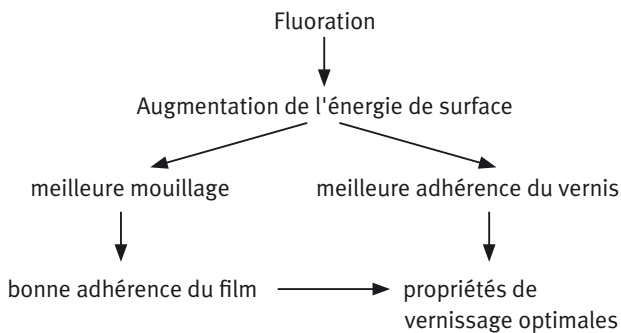 Fluoration
Augmentation de l'énergie de surface
meilleure mouillage
meilleure adhérence du vernis
bonne adhérence du film
propriétés de
vernissage optimales